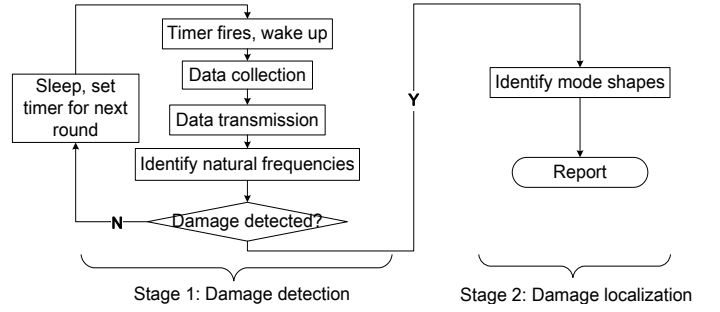 Timer fires, wake up
Data collection
Data transmission
Identify natural frequencies
Damage detected?
Sleep, set
timer for next
round
N
Y
Identify mode shapes
Report
Stage 1: Damage detection
Stage 2: Damage localization